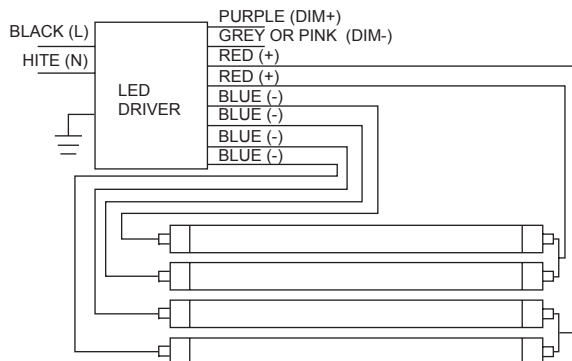 PURPLE (DIM+)
BLACK (L)
GREY OR PINK (DIM-)
RED (+)
HITE (N)
RED (+)
LED
DRIVER
BLUE (-)
BLUE (-)
BLUE (-)
BLUE (-)